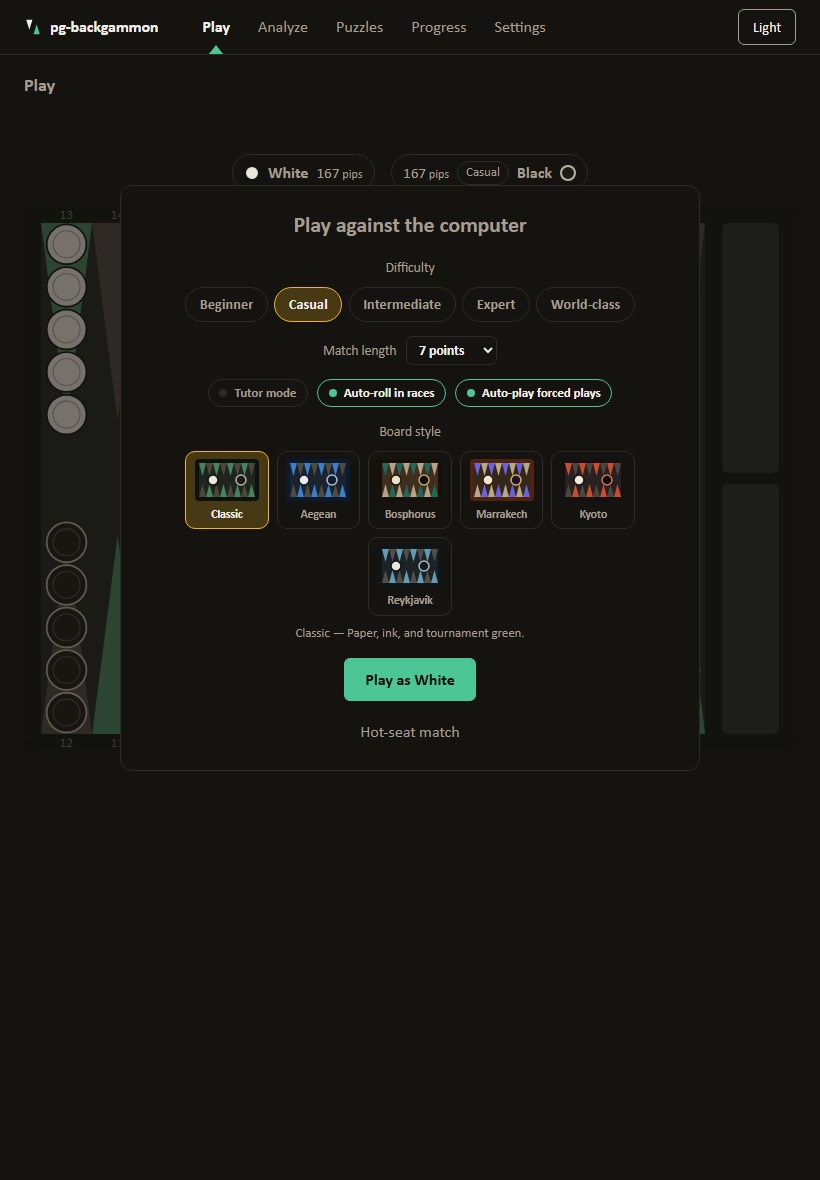 pg-backgammon Play Analyze Puzzles Progress Settings Light
Play
White 167 pips 167 pips Casual Black
13 14
Play against the computer
Difficulty
Beginner Casual Intermediate Expert World-class
Match length 7 points
Tutor mode Auto-roll in races Auto-play forced plays
Board style
Classic Aegean Bosphorus Marrakech Kyoto
Reykjavík
Classic — Paper, ink, and tournament green.
Play as White
Hot-seat match
12